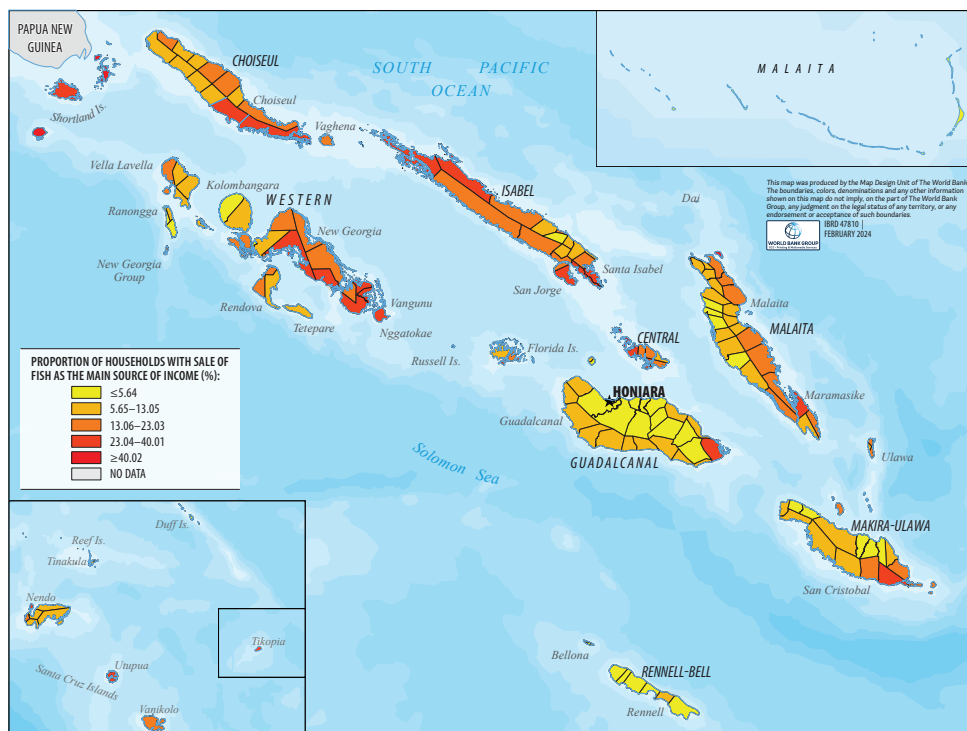 PAPUA NEW
GUINEA
CHOISEUL
SOUTH PACIFIC
OCEAN
MALAITA
Shortland Is.
Choiseul
Vaghena
Vella Lavella
Kolombangara
WESTERN
ISABEL
Dai
This map was produced by the Map Design Unit of The World Bank.
The boundaries, colors, denominations and any other information
shown on this map do not imply, on the part of The World Bank
Group, any judgment on the legal status of any territory, or any
endorsement or acceptance of such boundaries.
WORLD BANK GROUP
IBRD 47810 |
FEBRUARY 2024
Ranongga
New Georgia
New Georgia
Group
Santa Isabel
San Jorge
Rendova
Tetepare
Vangunu
Nggatokae
Malaita
MALAITA
Russell Is.
Florida Is.
CENTRAL
PROPORTION OF HOUSEHOLDS WITH SALE OF
FISH AS THE MAIN SOURCE OF INCOME (%):
≤5.64
5.65–13.05
13.06–23.03
23.04–40.01
≥40.02
NO DATA
HONIARA
Guadalcanal
GUADALCANAL
Maramasike
Ulawa
Solomon Sea
MAKIRA-ULAWA
San Cristobal
Duff Is.
Reef Is.
Tinakula
Nendo
Tikopia
Utupua
Santa Cruz Islands
Vanikolo
Bellona
RENNELL-BELL
Rennell